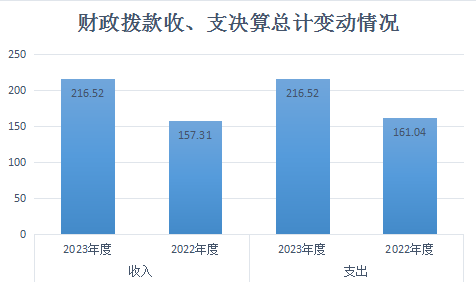 财政拨款收、支决算总计变动情况
250
200
150
100
50
0
216.52
157.31
216.52
161.04
2023年度
2022年度
2023年度
2022年度
收入
支出